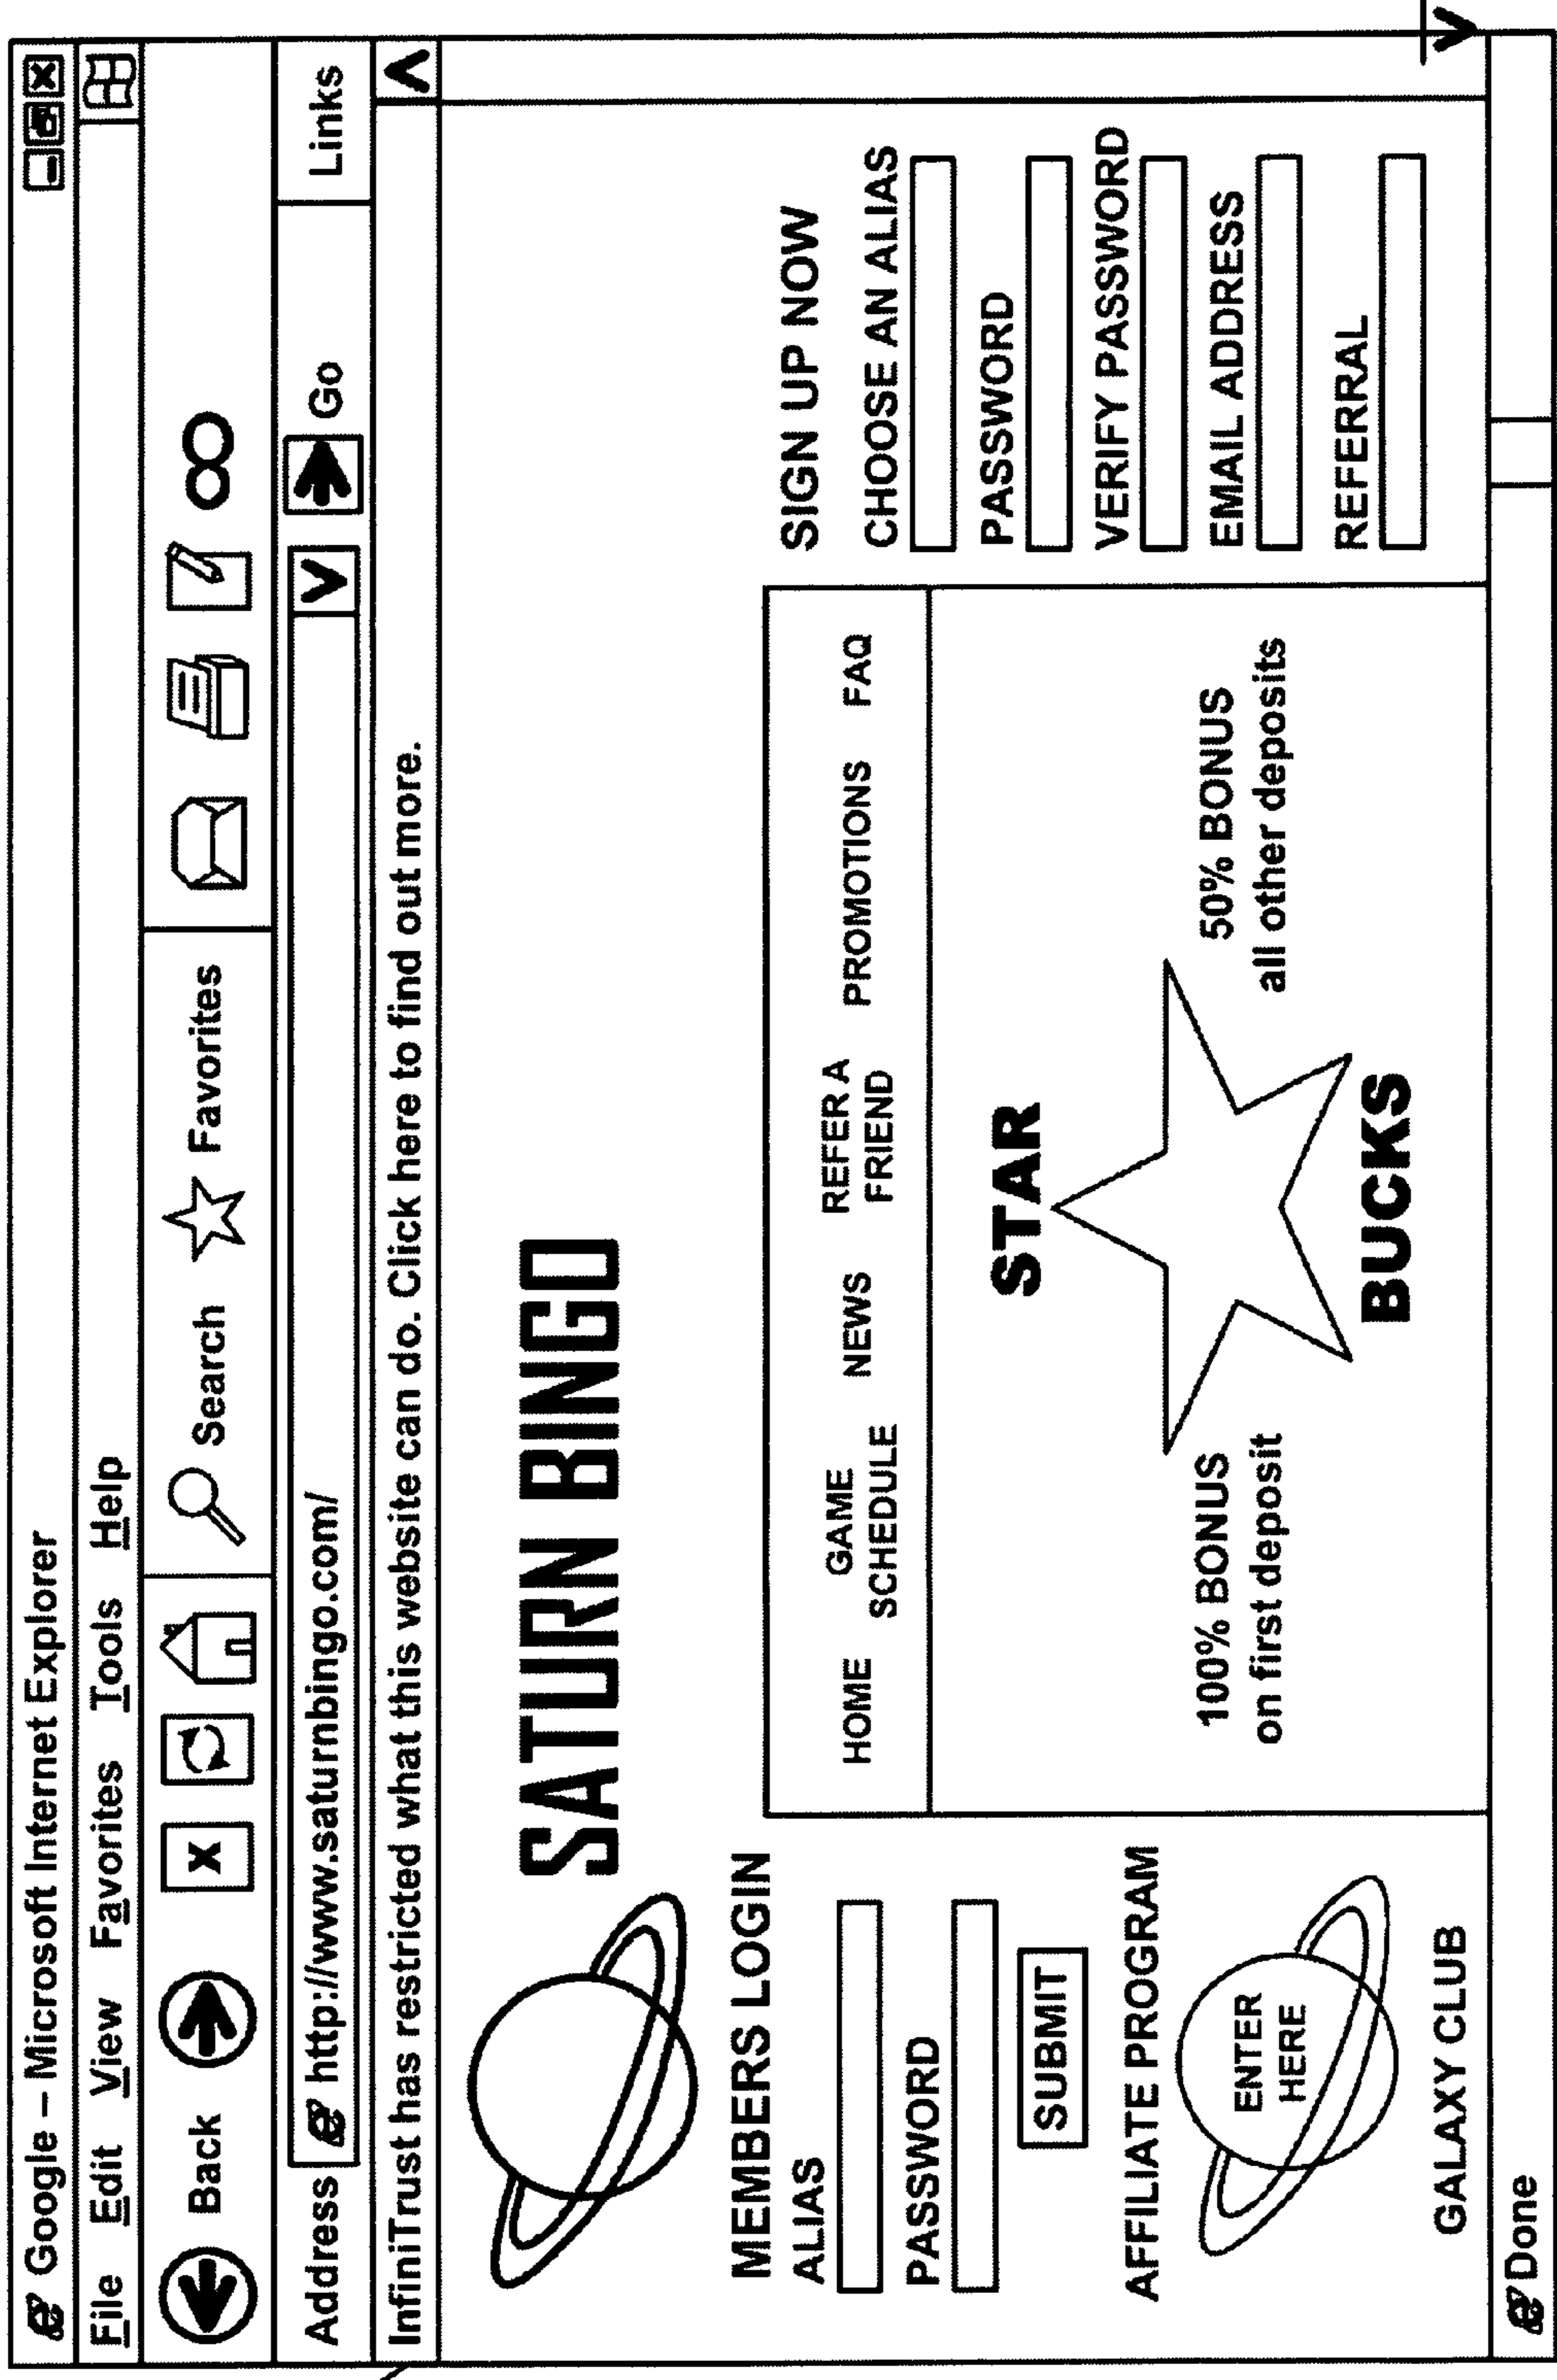 Google – Microsoft Internet Explorer
File Edit View Favorites Tools Help
Back Search Favorites
Address http://www.saturnbingo.com/ Go Links
InfiniTrust has restricted what this website can do. Click here to find out more.
SATURN BINGO
MEMBERS LOGIN
ALIAS
PASSWORD
SUBMIT
AFFILIATE PROGRAM
ENTER
HERE
GALAXY CLUB
HOME
GAME
SCHEDULE
NEWS
REFER A
FRIEND
PROMOTIONS
FAQ
STAR
BUCKS
100% BONUS
on first deposit
50% BONUS
all other deposits
SIGN UP NOW
CHOOSE AN ALIAS
PASSWORD
VERIFY PASSWORD
EMAIL ADDRESS
REFERRAL
Done